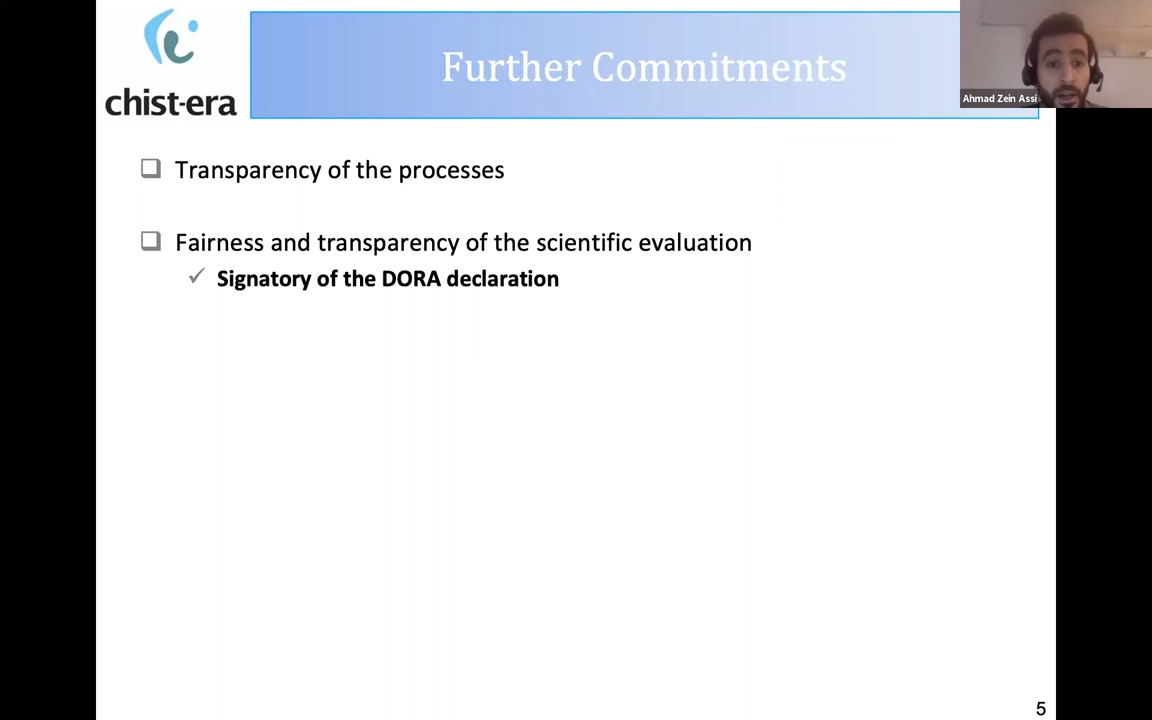 chist-era
Further Commitments
Ahmad Zein Assi
Transparency of the processes
Fairness and transparency of the scientific evaluation
Signatory of the DORA declaration
5